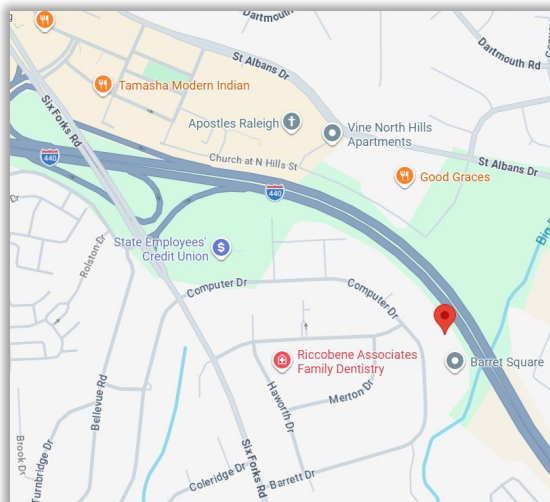 Dartmou
Dartmouth Rd
St Albans Dr
Tamasha Modern Indian
Six Forks Rd
Apostles Raleigh
Vine North Hills
Apartments
440
Church at N Hills St
St Albans Dr
440
Good Graces
Dr
Rolston Dr
State Employees'
Credit Union
Computer Dr
Computer Dr
Riccobene Associates
Family Dentistry
Barret Square
Merton Dr
Haworth Dr
Bellevue Rd
Turnbridge Dr
Brook Dr
Six Forks Rd
Coleridge Dr
Barrett Dr